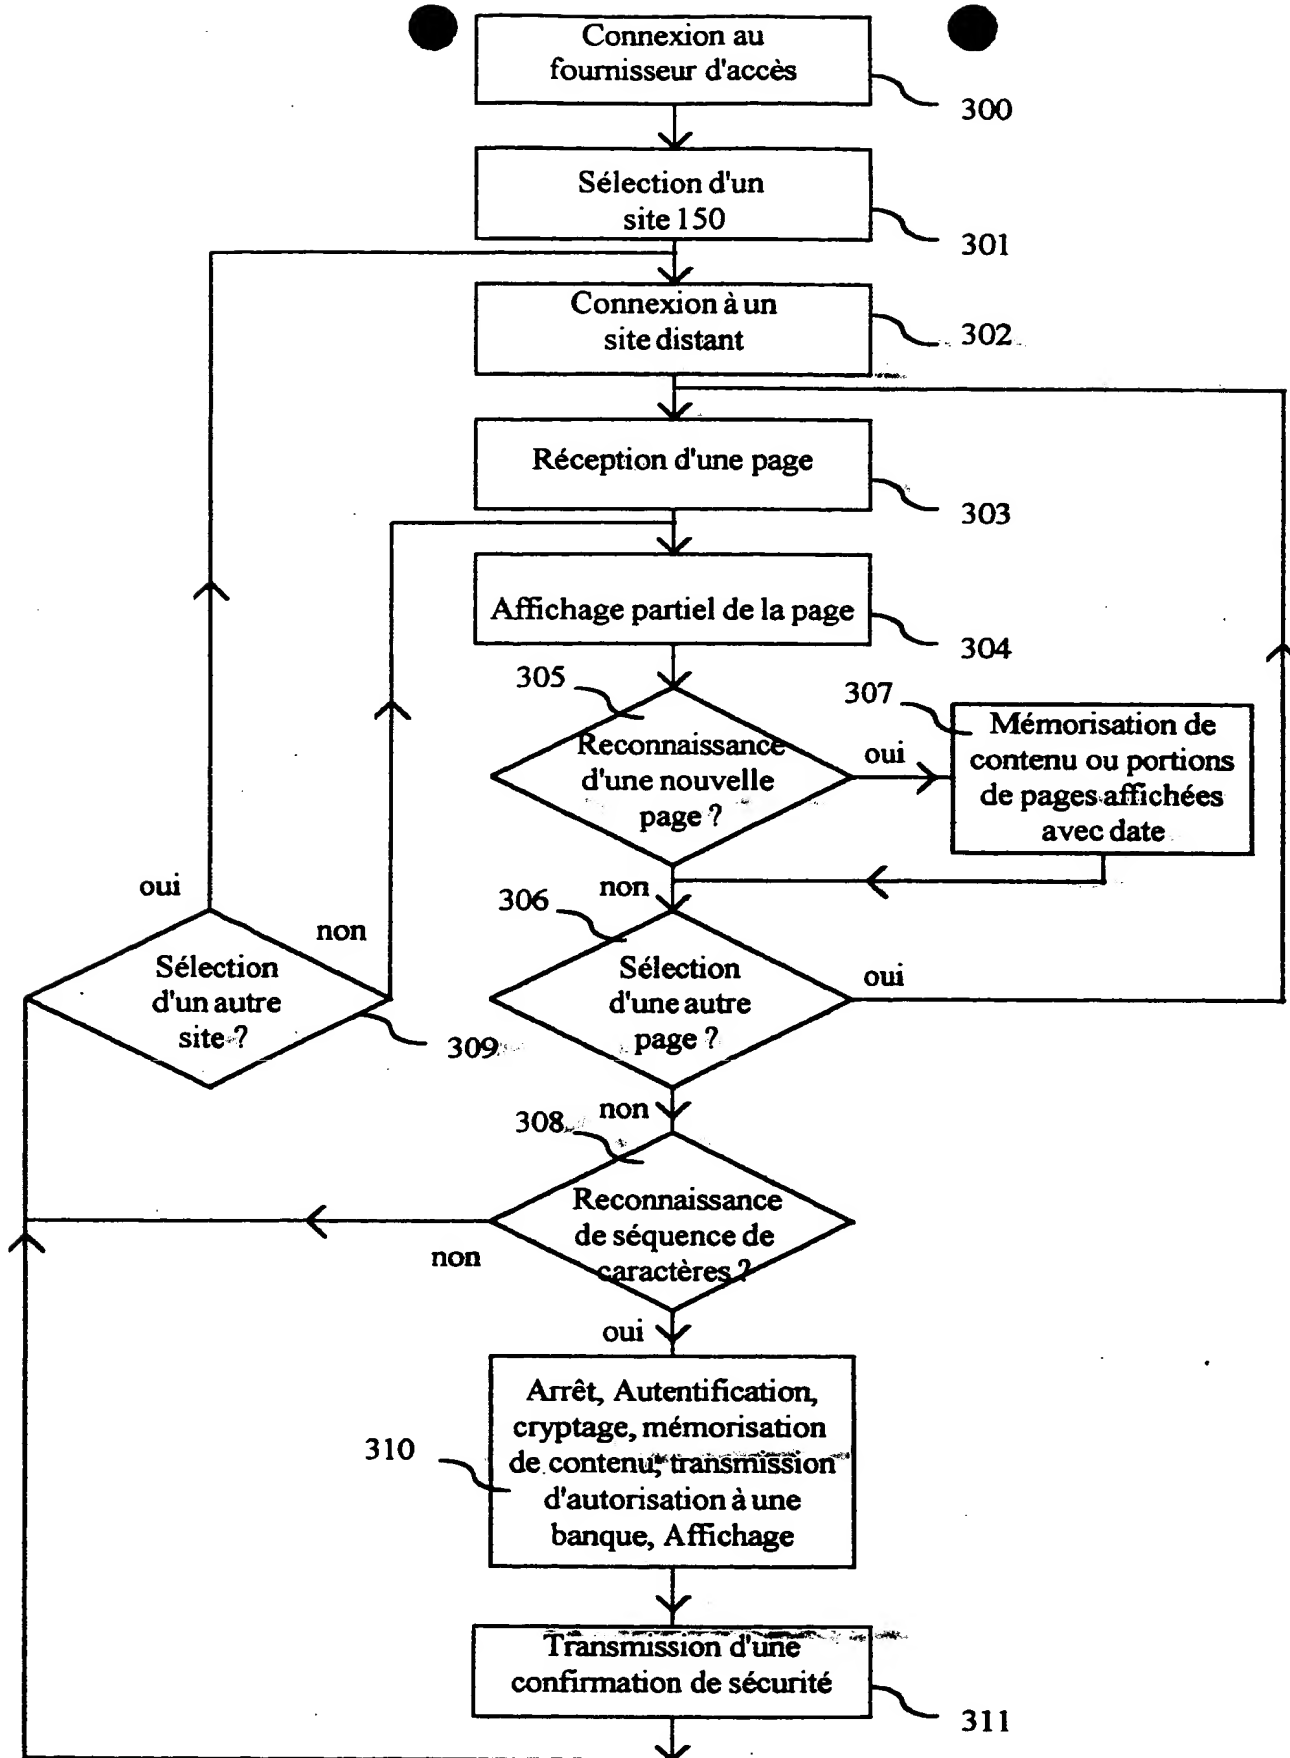 Connexion au
fournisseur d'accès
300
Sélection d'un
site 150
301
Connexion à un
site distant
302
Réception d'une page
303
Affichage partiel de la page
304
305
Reconnaissance
d'une nouvelle
page ?
oui
307
Mémorisation de
contenu ou portions
de pages affichées
avec date
non
306
Sélection
d'une autre
page ?
oui
oui
non
Sélection
d'un autre
site ?
309
non
308
Reconnaissance
de séquence de
caractères ?
non
oui
310
Arrêt, Autentification,
cryptage, mémorisation
de contenu, transmission
d'autorisation à une
banque, Affichage
Transmission d'une
confirmation de sécurité
311